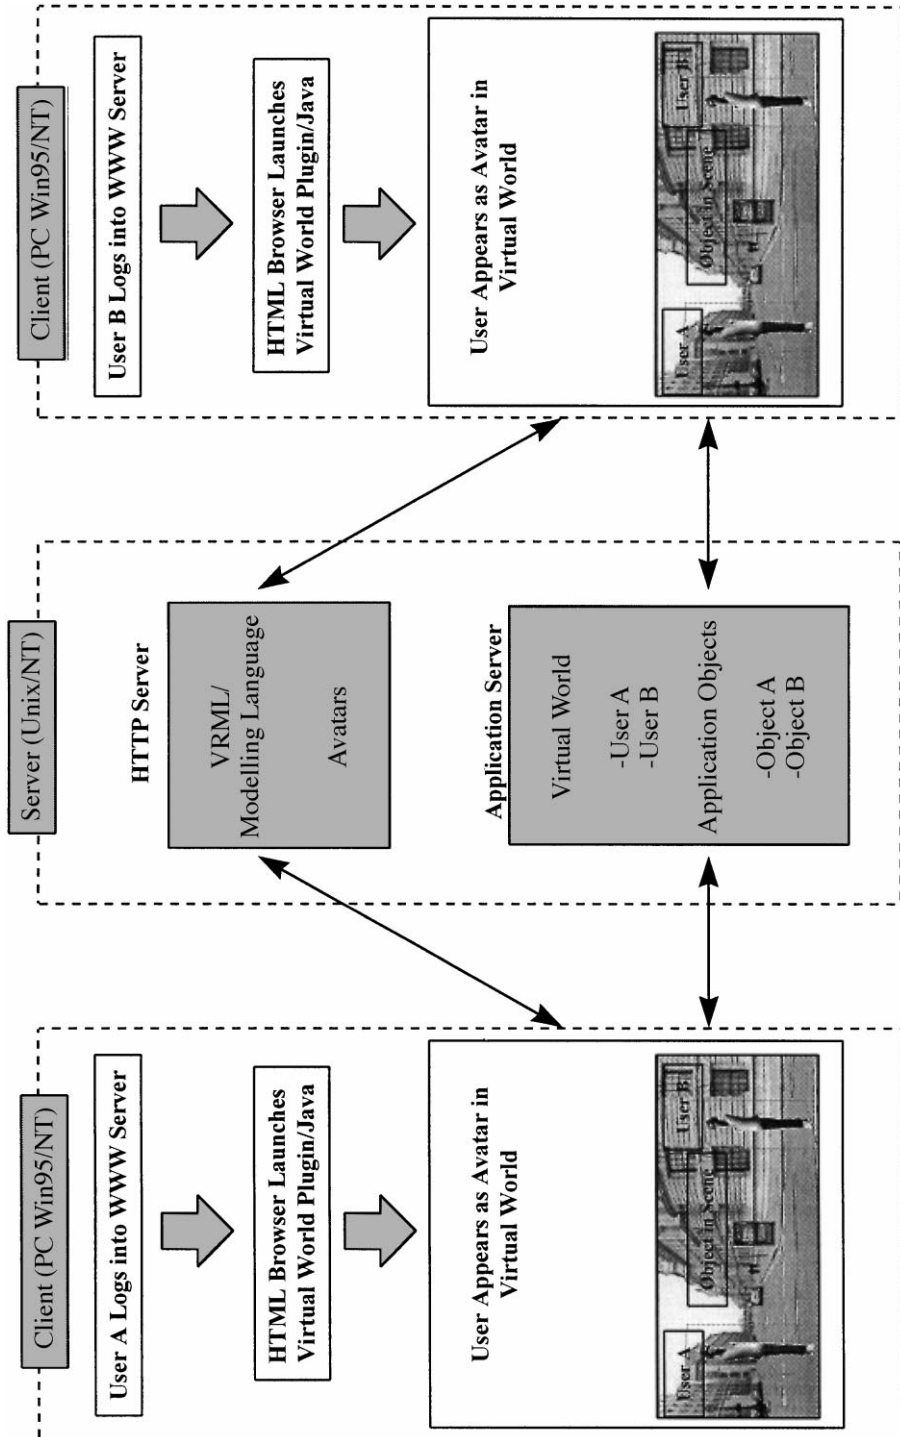 Client (PC Win95/NT)
User A Logs into WWW Server
HTML Browser Launches
Virtual World Plugin/Java
User Appears as Avatar in
Virtual World
User A
Object in Scene
User B
Server (Unix/NT)
HTTP Server
VRML/
Modelling Language
Avatars
Application Server
Virtual World
-User A
-User B
Application Objects
-Object A
-Object B
Client (PC Win95/NT)
User B Logs into WWW Server
HTML Browser Launches
Virtual World Plugin/Java
User Appears as Avatar in
Virtual World
User A
Object in Scene
User B